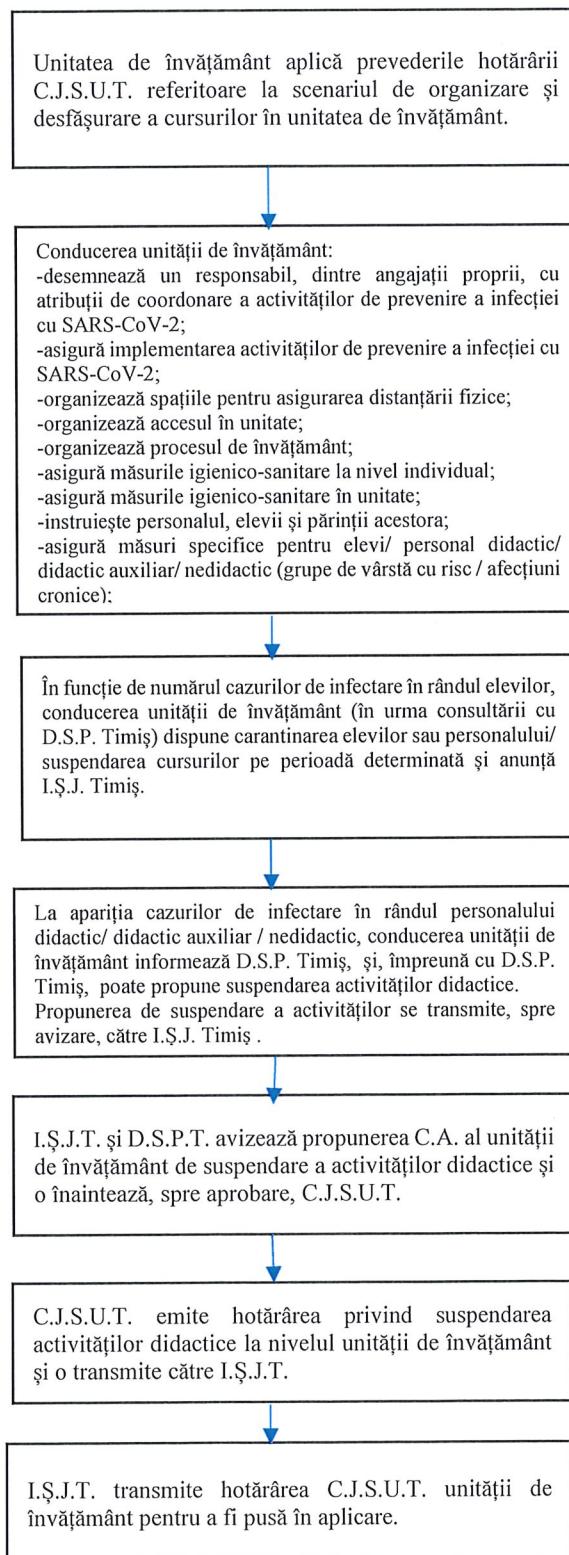 Unitatea de învățământ aplică prevederile hotărârii
C.J.S.U.T. referitoare la scenariul de organizare și
desfășurare a cursurilor în unitatea de învățământ.
Conducerea unității de învățământ:
-desemnează un responsabil, dintre angajații proprii, cu
atribuții de coordonare a activităților de prevenire a infecției
cu SARS-CoV-2;
-asigură implementarea activităților de prevenire a infecției cu
SARS-CoV-2;
-organizează spațiile pentru asigurarea distanțării fizice;
-organizează accesul în unitate;
-organizează procesul de învățământ;
-asigură măsurile igienico-sanitare la nivel individual;
-asigură măsurile igienico-sanitare în unitate;
-instruiește personalul, elevii și părinții acestora;
-asigură măsuri specifice pentru elevi/ personal didactic/
didactic auxiliar/ nedidactic (grupe de vârstă cu risc / afecțiuni
cronice);
În funcție de numărul cazurilor de infectare în rândul elevilor,
conducerea unității de învățământ (în urma consultării cu
D.S.P. Timiș) dispune carantinarea elevilor sau personalului/
suspendarea cursurilor pe perioadă determinată și anunță
I.Ș.J. Timiș.
La apariția cazurilor de infectare în rândul personalului
didactic/ didactic auxiliar / nedidactic, conducerea unității de
învățământ informează D.S.P. Timiș, și, împreună cu D.S.P.
Timiș, poate propune suspendarea activităților didactice.
Propunerea de suspendare a activităților se transmite, spre
avizare, către I.Ș.J. Timiș .
I.Ș.J.T. și D.S.P.T. avizează propunerea C.A. al unității
de învățământ de suspendare a activităților didactice și
o înaintează, spre aprobare, C.J.S.U.T.
C.J.S.U.T. emite hotărârea privind suspendarea
activităților didactice la nivelul unității de învățământ
și o transmite către I.Ș.J.T.
I.Ș.J.T. transmite hotărârea C.J.S.U.T. unității de
învățământ pentru a fi pusă în aplicare.